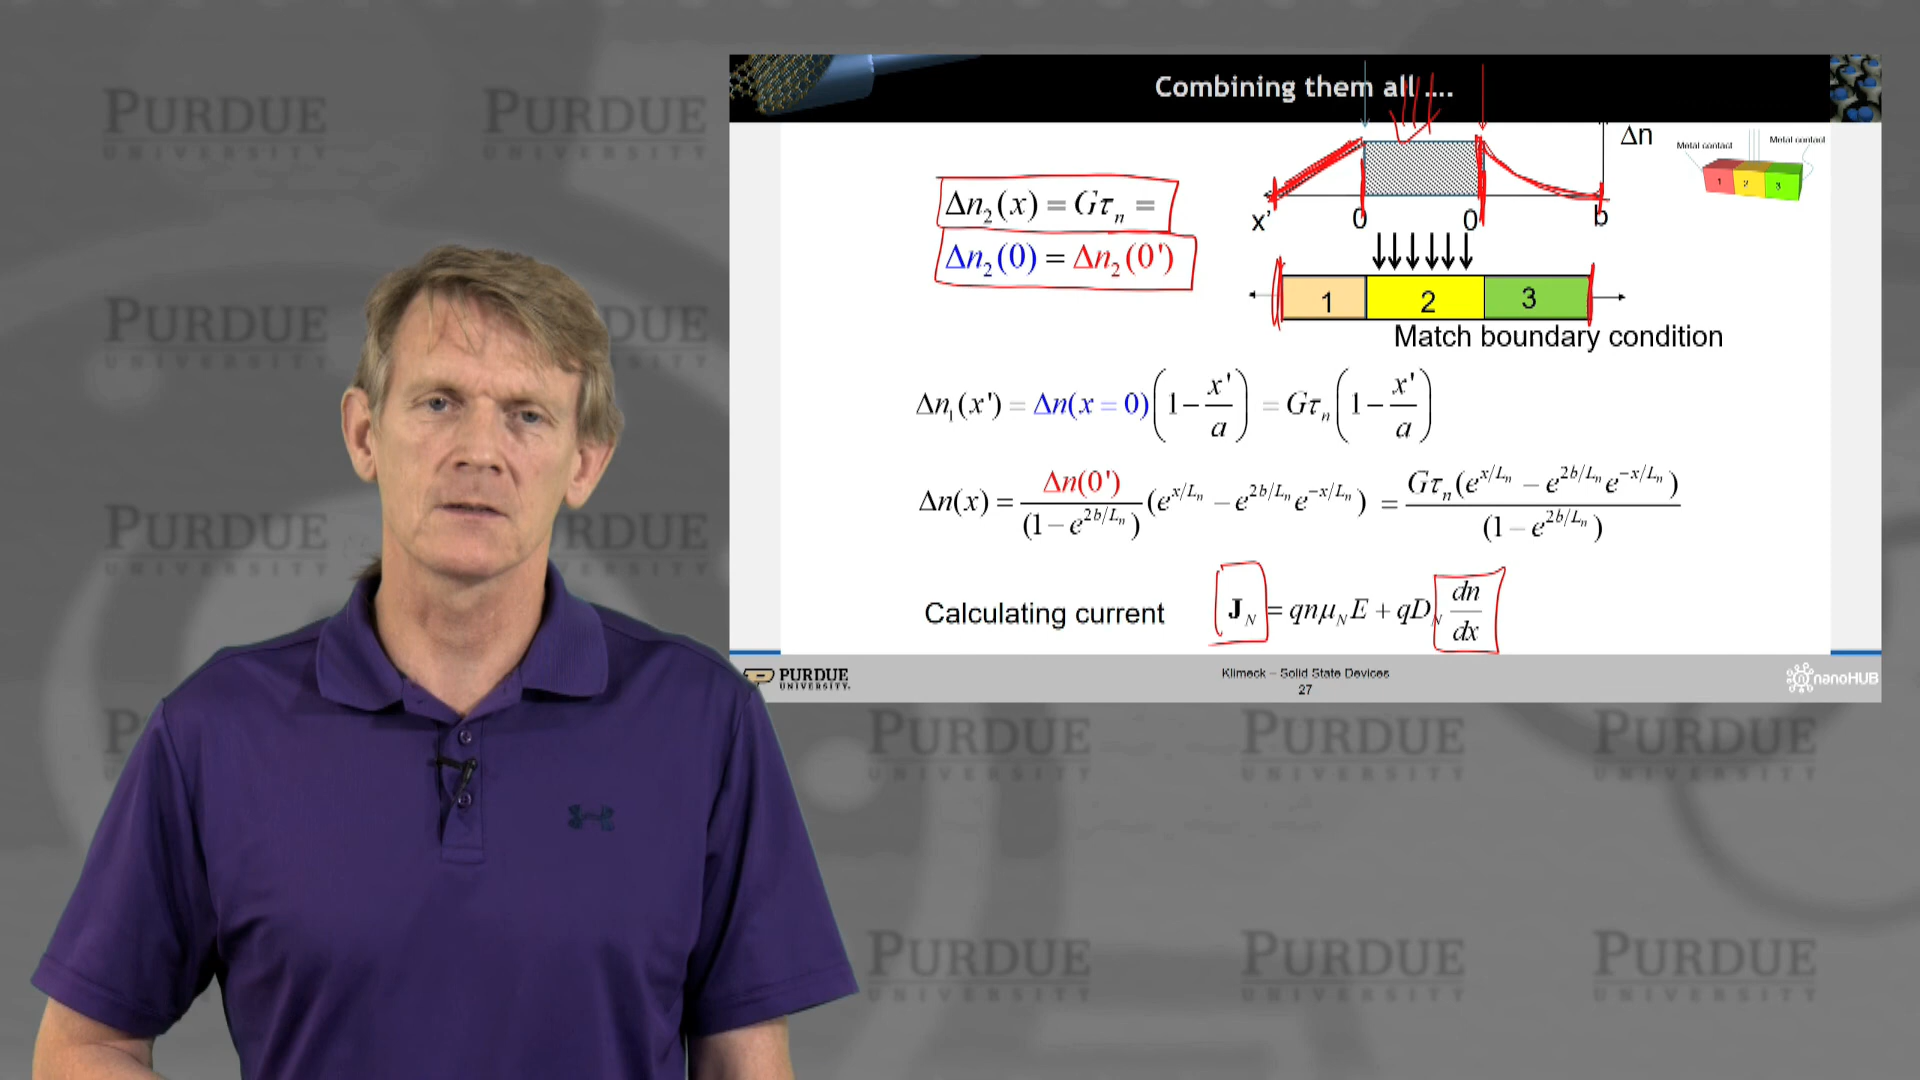 PURDUE
UNIVERSITY
PURDUE
UNIVERSITY
Combining them all ....
Δn
Metal contact
Metal contact
1
2
3
Δn₂(x) = Gτₙ =
Δn₂(0) = Δn₂(0')
x'
0
0'
b
1
2
3
Match boundary condition
Δn₁(x') = Δn(x = 0)(1 − x'/a) = Gτₙ(1 − x'/a)
Δn(x) = Δn(0')/(1 − e^{2b/Lₙ}) (e^{x/Lₙ} − e^{2b/Lₙ}e^{−x/Lₙ}) = Gτₙ(e^{x/Lₙ} − e^{2b/Lₙ}e^{−x/Lₙ})/(1 − e^{2b/Lₙ})
Calculating current J_N = qnμ_N E + qD_N dn/dx
PURDUE
UNIVERSITY.
Klimeck – Solid State Devices
27
nanoHUB
PURDUE
UNIVERSITY
PURDUE
UNIVERSITY
PURDUE
UNIVERSITY
PURDUE
UNIVERSITY
PURDUE
UNIVERSITY
PURDUE
UNIVERSITY
PURDUE
UNIVERSITY
PURDUE
UNIVERSITY